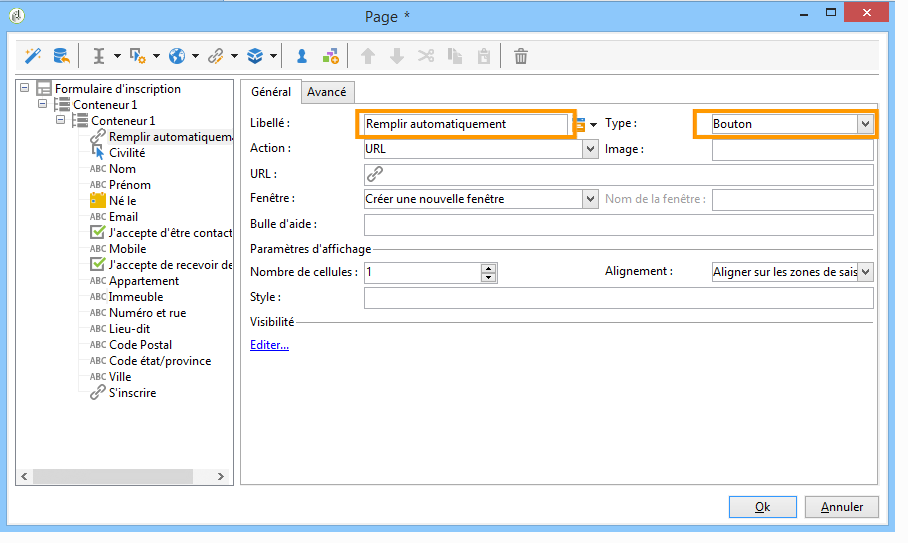 Page *
Formulaire d'inscription
Conteneur 1
Conteneur 1
Remplir automatiquem
Civilité
ABC Nom
ABC Prénom
Né le
ABC Email
J'accepte d'être contact
ABC Mobile
J'accepte de recevoir de
ABC Appartement
ABC Immeuble
ABC Numéro et rue
ABC Lieu-dit
ABC Code Postal
ABC Code état/province
ABC Ville
S'inscrire
Général Avancé
Libellé : Remplir automatiquement Type : Bouton
Action : URL Image :
URL :
Fenêtre : Créer une nouvelle fenêtre Nom de la fenêtre :
Bulle d'aide :
Paramètres d'affichage
Nombre de cellules : 1 Alignement : Aligner sur les zones de sais
Style :
Visibilité
Editer...
Ok Annuler